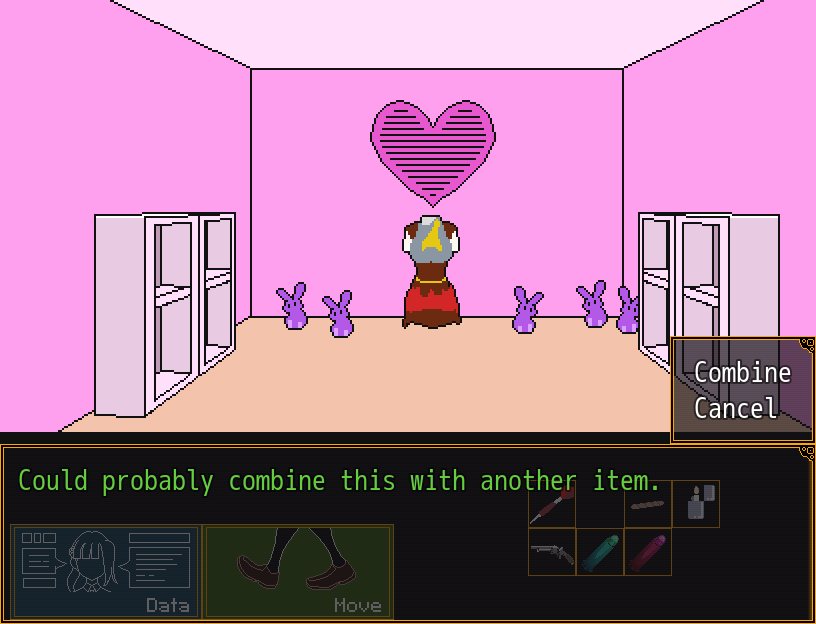 Combine
Cancel
Could probably combine this with another item.
Data
Move